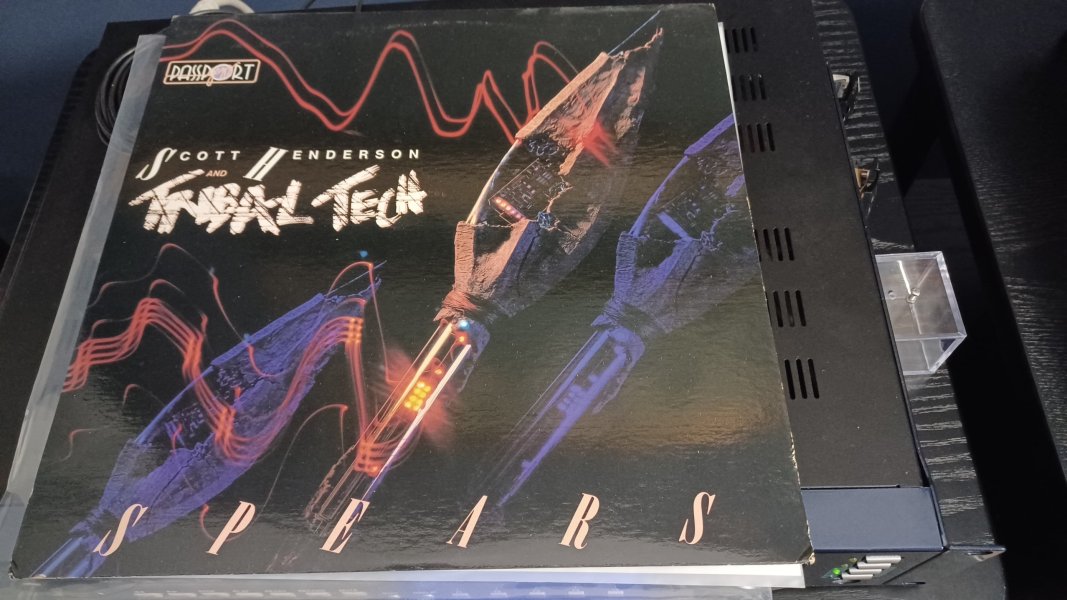 PASSPORT
SCOTT HENDERSON
AND
TRIBAL TECH
SPEARS